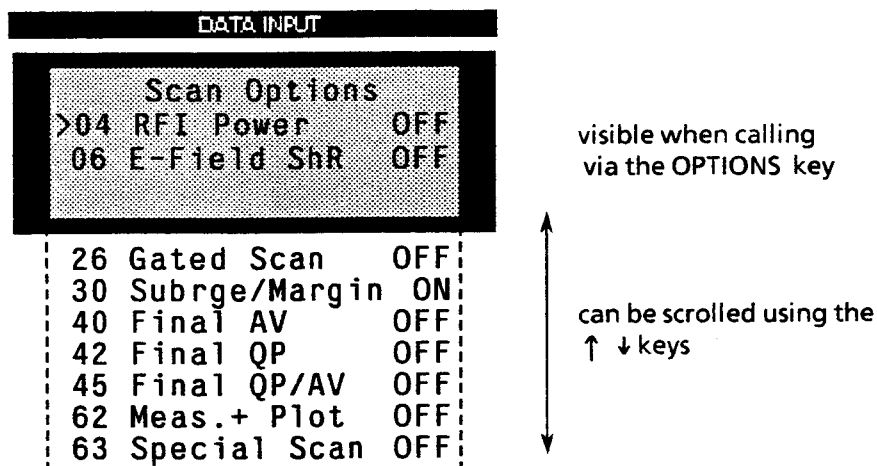 DATA INPUT
Scan Options
>04 RFI Power OFF
06 E-Field ShR OFF
visible when calling
via the OPTIONS key
26 Gated Scan OFF
30 Subrge/Margin ON
40 Final AV OFF
42 Final QP OFF
45 Final QP/AV OFF
62 Meas.+ Plot OFF
63 Special Scan OFF
can be scrolled using the
↑ ↓ keys